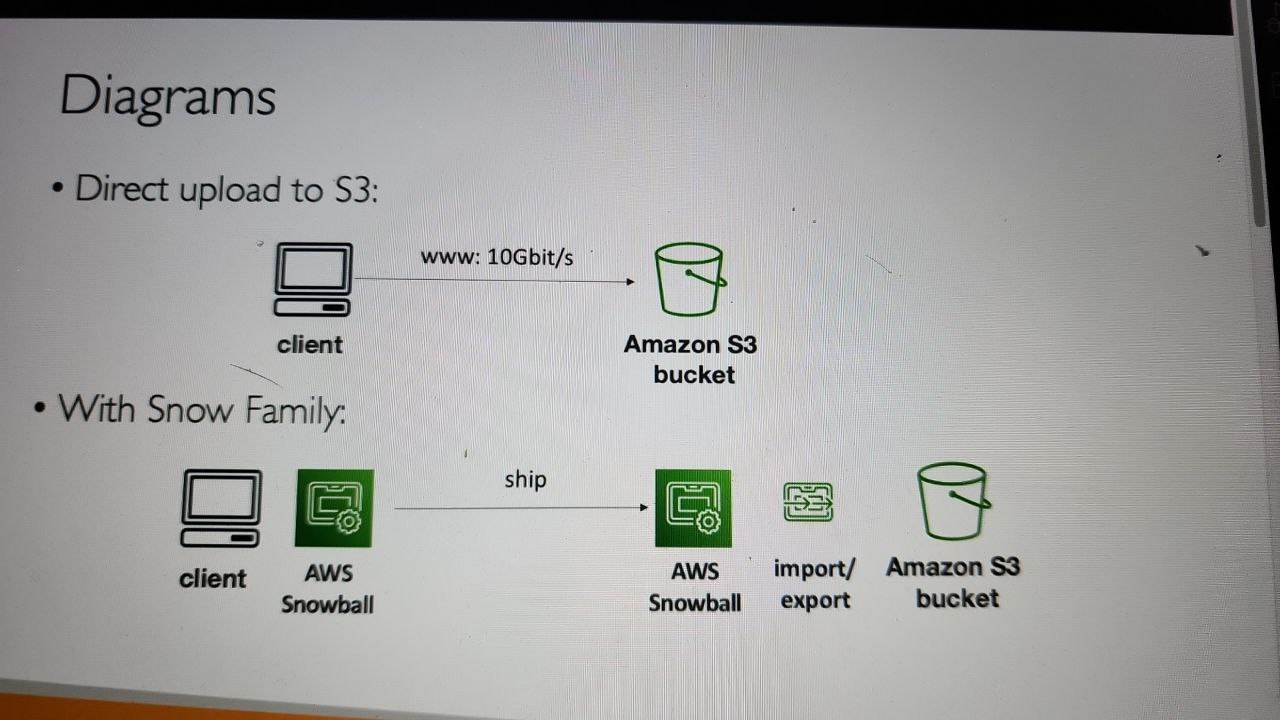 Diagrams
• Direct upload to S3:
www: 10Gbit/s
client
Amazon S3
bucket
• With Snow Family:
ship
client
AWS
Snowball
AWS
Snowball
import/
export
Amazon S3
bucket